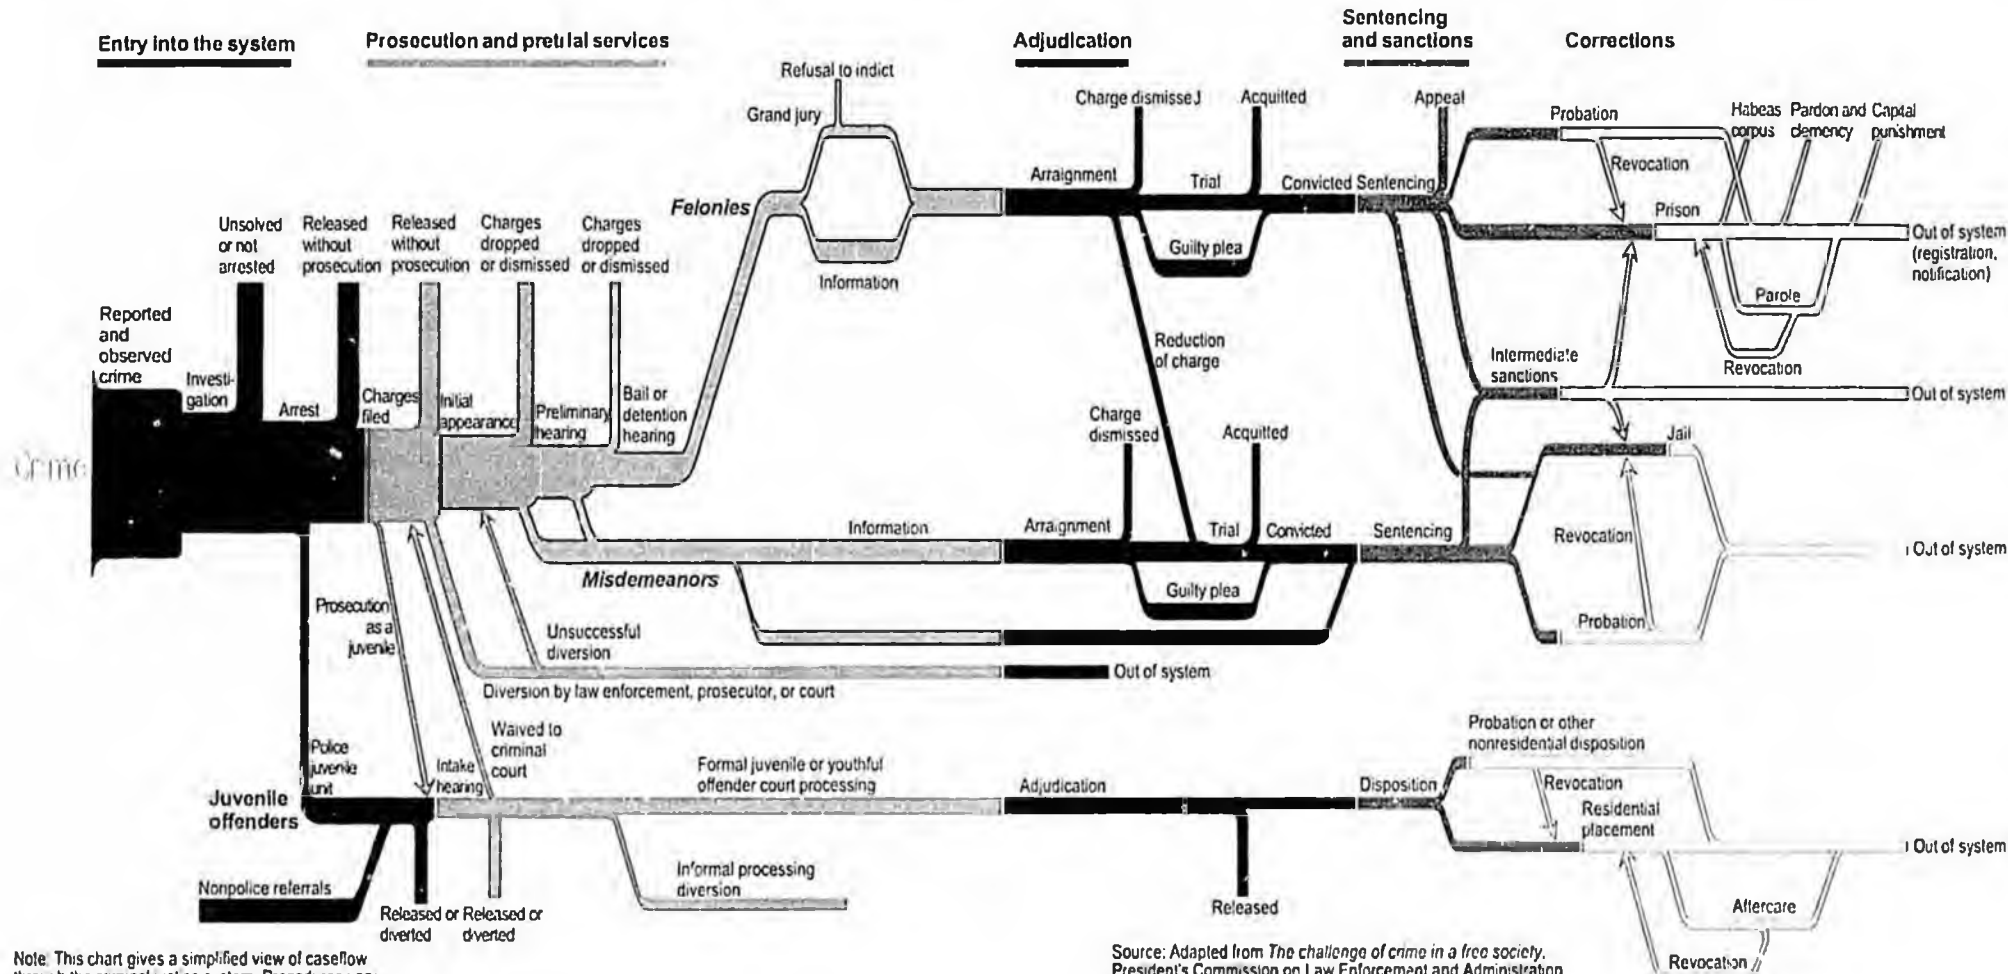 Entry into the system
Prosecution and pretrial services
Adjudication
Sentencing
and sanctions
Corrections
Refusal to indict
Grand jury
Felonies
Information
Charge dismissed
Acquitted
Arraignment
Trial
Convicted
Guilty plea
Appeal
Sentencing
Probation
Revocation
Prison
Habeas
corpus
Pardon and
clemency
Capital
punishment
Out of system
(registration,
notification)
Parole
Revocation
Unsolved
or not
arrested
Released
without
prosecution
Released
without
prosecution
Charges
dropped
or dismissed
Charges
dropped
or dismissed
Reported
and
observed
crime
Investi-
gation
Arrest
Charges
filed
Initial
appearance
Preliminary
hearing
Bail or
detention
hearing
Crime
Reduction
of charge
Intermediate
sanctions
Out of system
Charge
dismissed
Acquitted
Jail
Information
Arraignment
Trial
Convicted
Sentencing
Revocation
Out of system
Misdemeanors
Guilty plea
Probation
Prosecution
as a
juvenile
Unsuccessful
diversion
Out of system
Diversion by law enforcement, prosecutor, or court
Waived to
criminal
court
Police
juvenile
unit
Intake
hearing
Juvenile
offenders
Formal juvenile or youthful
offender court processing
Adjudication
Disposition
Probation or other
nonresidential disposition
Revocation
Residential
placement
Out of system
Nonpolice referrals
Released or
diverted
Released or
diverted
Informal processing
diversion
Released
Aftercare
Revocation
Note: This chart gives a simplified view of caseflow
Source: Adapted from The challenge of crime in a free society,
President's Commission on Law Enforcement and Administration